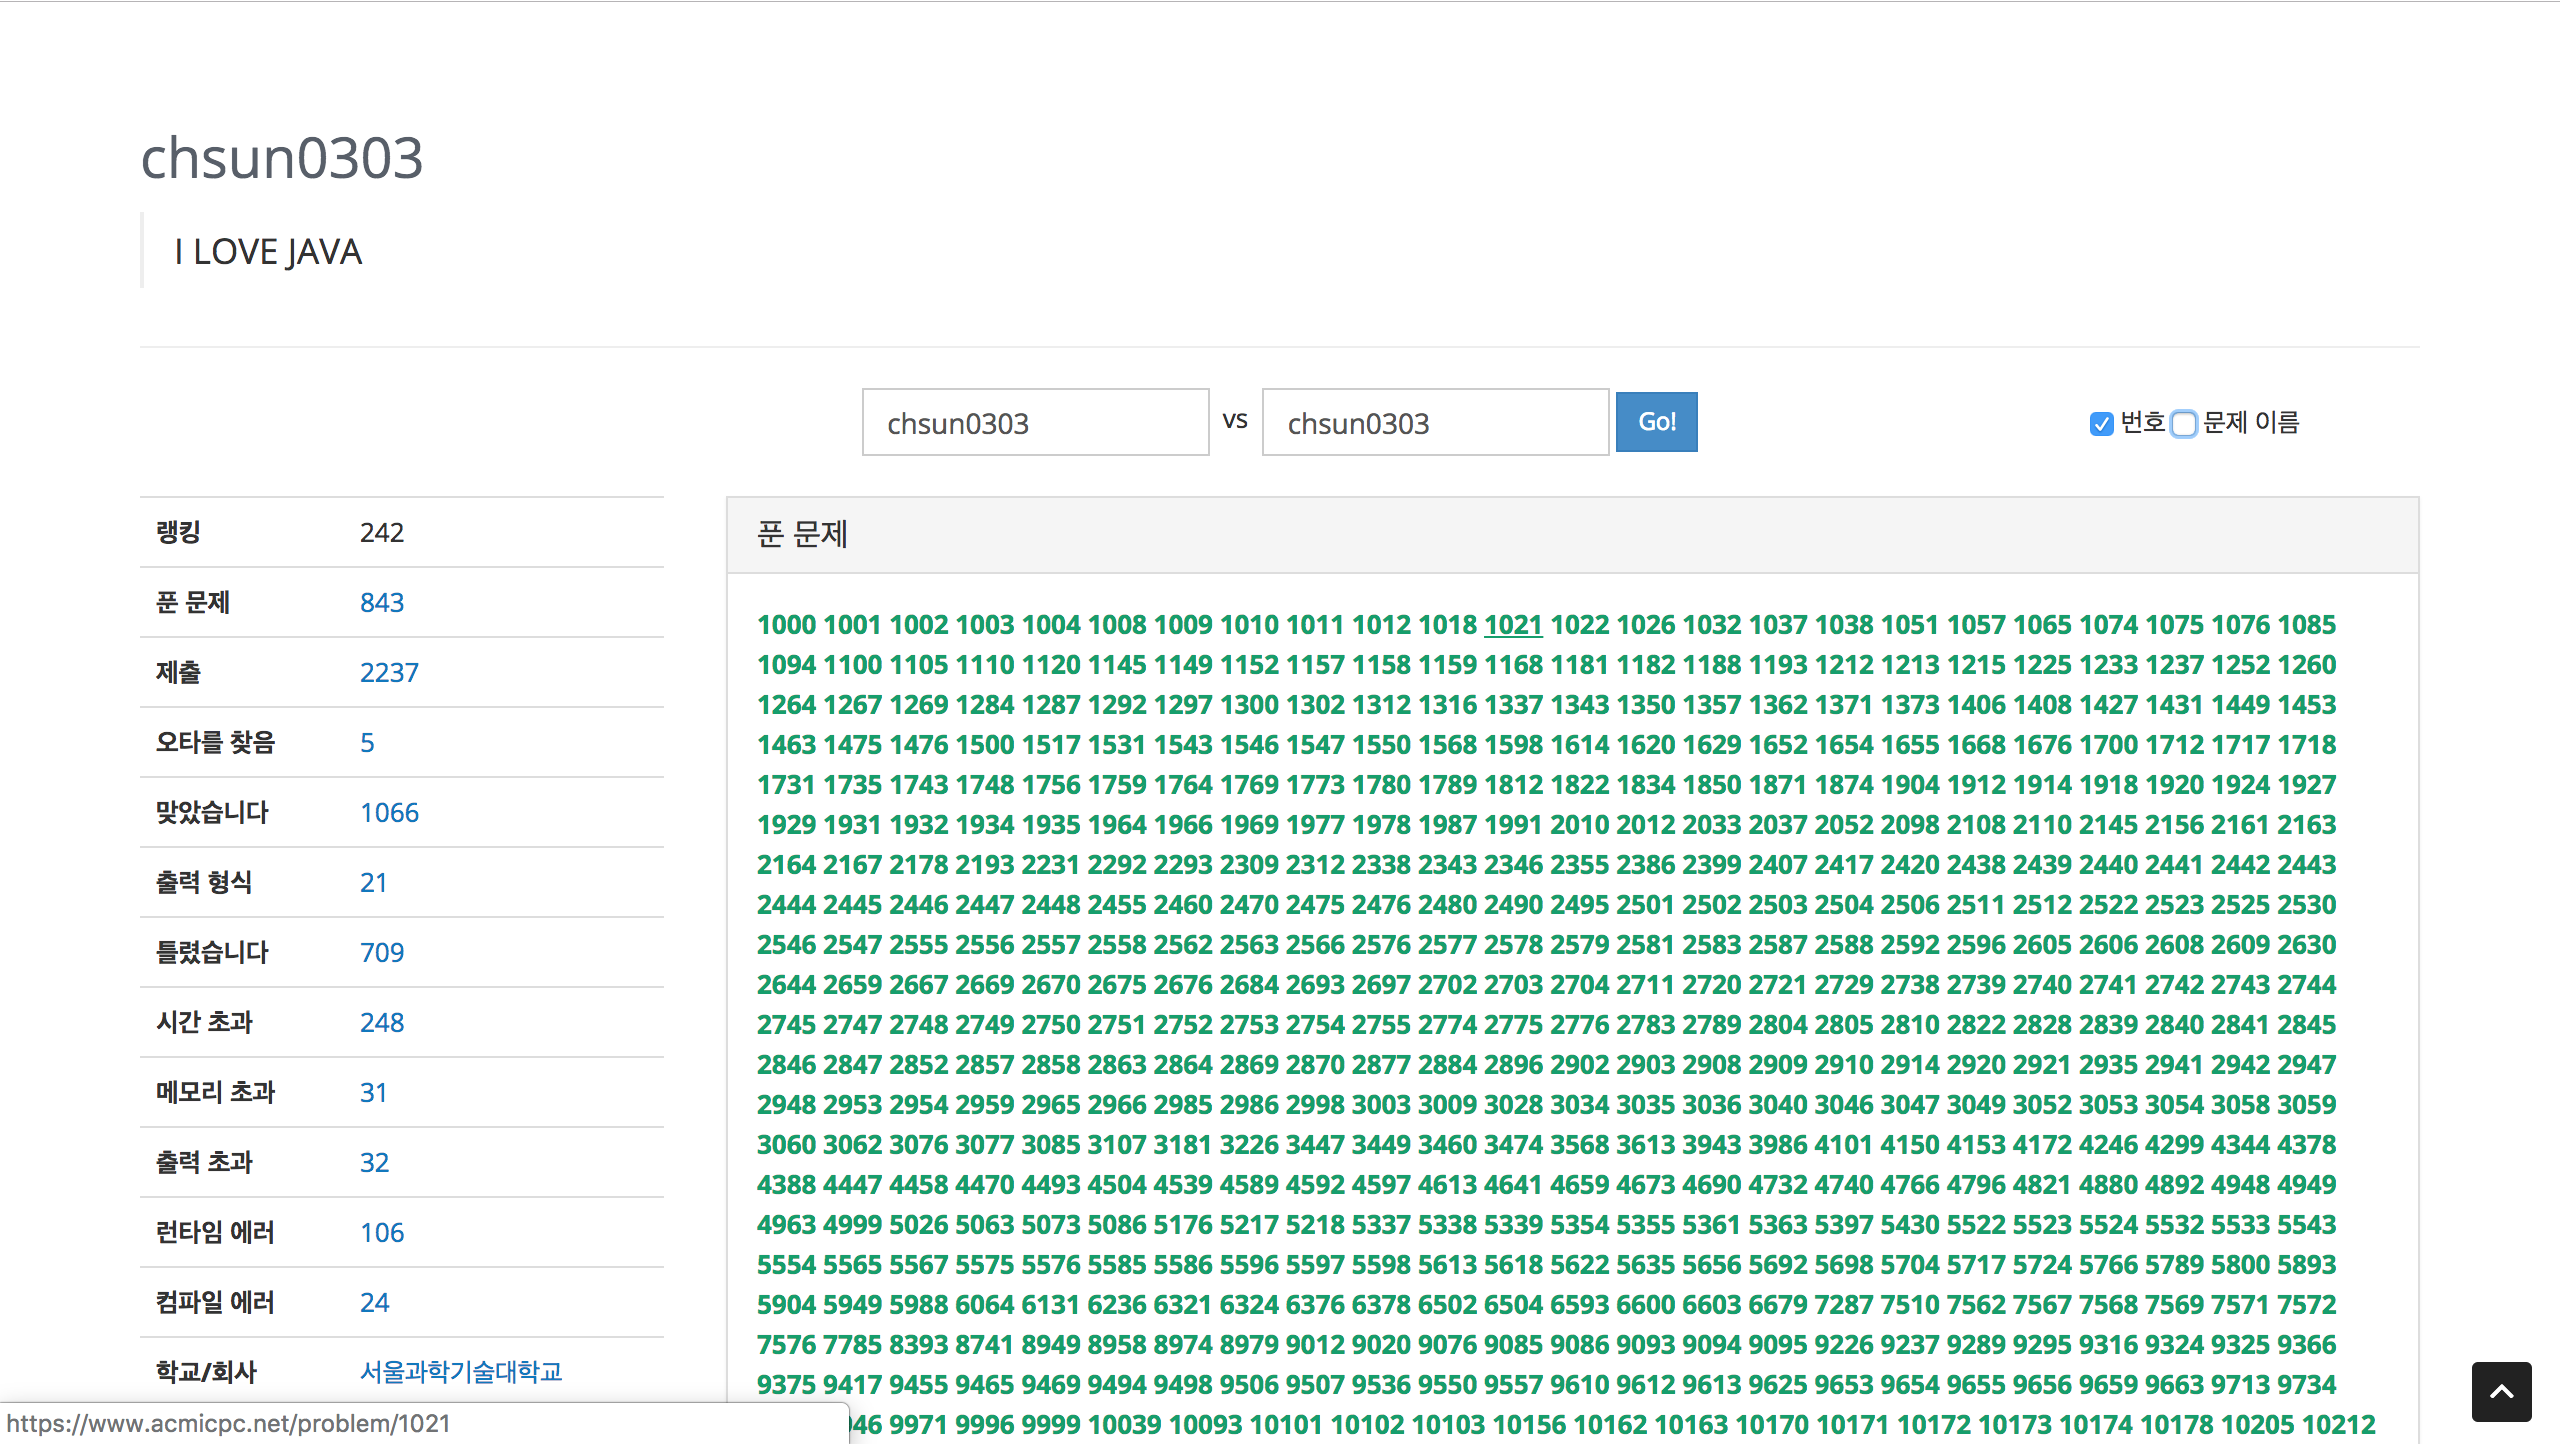 chsun0303
I LOVE JAVA
chsun0303 vs chsun0303 Go! 번호 문제 이름
랭킹 242
푼 문제 843
제출 2237
오타를 찾음 5
맞았습니다 1066
출력 형식 21
틀렸습니다 709
시간 초과 248
메모리 초과 31
출력 초과 32
런타임 에러 106
컴파일 에러 24
학교/회사 서울과학기술대학교
푼 문제
1000 1001 1002 1003 1004 1008 1009 1010 1011 1012 1018 1021 1022 1026 1032 1037 1038 1051 1057 1065 1074 1075 1076 1085
1094 1100 1105 1110 1120 1145 1149 1152 1157 1158 1159 1168 1181 1182 1188 1193 1212 1213 1215 1225 1233 1237 1252 1260
1264 1267 1269 1284 1287 1292 1297 1300 1302 1312 1316 1337 1343 1350 1357 1362 1371 1373 1406 1408 1427 1431 1449 1453
1463 1475 1476 1500 1517 1531 1543 1546 1547 1550 1568 1598 1614 1620 1629 1652 1654 1655 1668 1676 1700 1712 1717 1718
1731 1735 1743 1748 1756 1759 1764 1769 1773 1780 1789 1812 1822 1834 1850 1871 1874 1904 1912 1914 1918 1920 1924 1927
1929 1931 1932 1934 1935 1964 1966 1969 1977 1978 1987 1991 2010 2012 2033 2037 2052 2098 2108 2110 2145 2156 2161 2163
2164 2167 2178 2193 2231 2292 2293 2309 2312 2338 2343 2346 2355 2386 2399 2407 2417 2420 2438 2439 2440 2441 2442 2443
2444 2445 2446 2447 2448 2455 2460 2470 2475 2476 2480 2490 2495 2501 2502 2503 2504 2506 2511 2512 2522 2523 2525 2530
2546 2547 2555 2556 2557 2558 2562 2563 2566 2576 2577 2578 2579 2581 2583 2587 2588 2592 2596 2605 2606 2608 2609 2630
2644 2659 2667 2669 2670 2675 2676 2684 2693 2697 2702 2703 2704 2711 2720 2721 2729 2738 2739 2740 2741 2742 2743 2744
2745 2747 2748 2749 2750 2751 2752 2753 2754 2755 2774 2775 2776 2783 2789 2804 2805 2810 2822 2828 2839 2840 2841 2845
2846 2847 2852 2857 2858 2863 2864 2869 2870 2877 2884 2896 2902 2903 2908 2909 2910 2914 2920 2921 2935 2941 2942 2947
2948 2953 2954 2959 2965 2966 2985 2986 2998 3003 3009 3028 3034 3035 3036 3040 3046 3047 3049 3052 3053 3054 3058 3059
3060 3062 3076 3077 3085 3107 3181 3226 3447 3449 3460 3474 3568 3613 3943 3986 4101 4150 4153 4172 4246 4299 4344 4378
4388 4447 4458 4470 4493 4504 4539 4589 4592 4597 4613 4641 4659 4673 4690 4732 4740 4766 4796 4821 4880 4892 4948 4949
4963 4999 5026 5063 5073 5086 5176 5217 5218 5337 5338 5339 5354 5355 5361 5363 5397 5430 5522 5523 5524 5532 5533 5543
5554 5565 5567 5575 5576 5585 5586 5596 5597 5598 5613 5618 5622 5635 5656 5692 5698 5704 5717 5724 5766 5789 5800 5893
5904 5949 5988 6064 6131 6236 6321 6324 6376 6378 6502 6504 6593 6600 6603 6679 7287 7510 7562 7567 7568 7569 7571 7572
7576 7785 8393 8741 8949 8958 8974 8979 9012 9020 9076 9085 9086 9093 9094 9095 9226 9237 9289 9295 9316 9324 9325 9366
9375 9417 9455 9465 9469 9494 9498 9506 9507 9536 9550 9557 9610 9612 9613 9625 9653 9654 9655 9656 9659 9663 9713 9734
9971 9996 9999 10039 10093 10101 10102 10103 10156 10162 10163 10170 10171 10172 10173 10174 10178 10205 10212
https://www.acmicpc.net/problem/1021